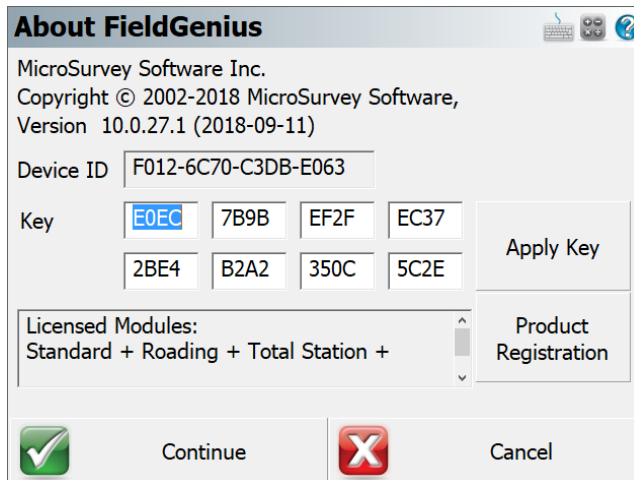 About FieldGenius
MicroSurvey Software Inc.
Copyright © 2002-2018 MicroSurvey Software,
Version 10.0.27.1 (2018-09-11)
Device ID F012-6C70-C3DB-E063
Key E0EC 7B9B EF2F EC37
2BE4 B2A2 350C 5C2E
Apply Key
Licensed Modules:
Standard + Roading + Total Station +
Product
Registration
Continue Cancel